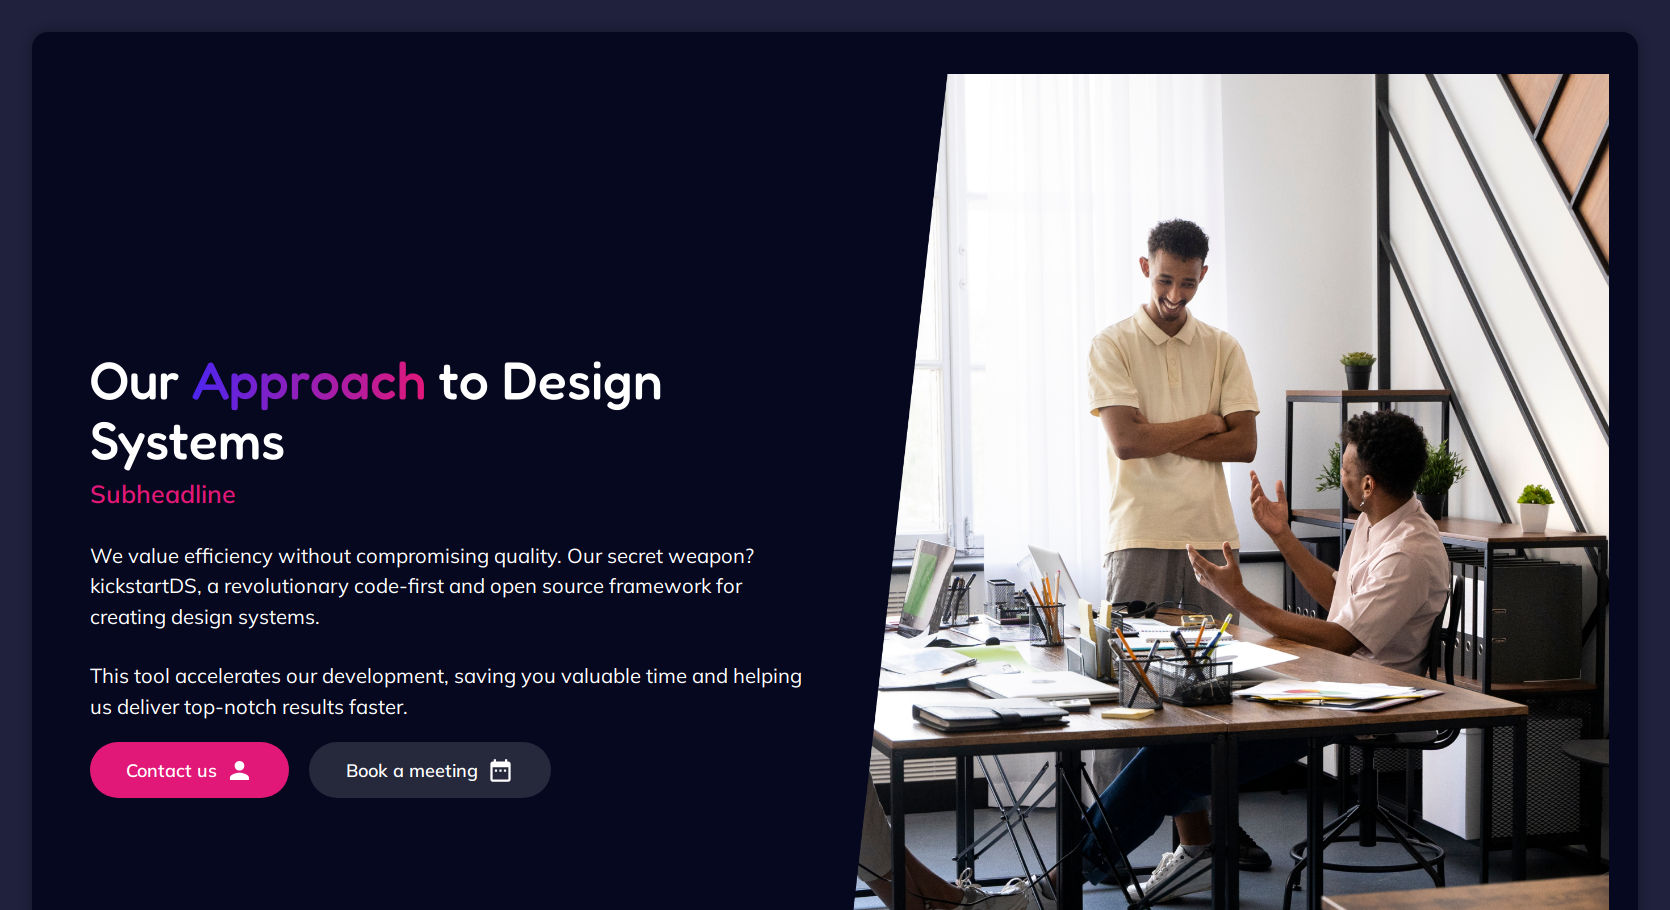 Our Approach to Design
Systems
Subheadline
We value efficiency without compromising quality. Our secret weapon?
kickstartDS, a revolutionary code-first and open source framework for
creating design systems.
This tool accelerates our development, saving you valuable time and helping
us deliver top-notch results faster.
Contact us
Book a meeting